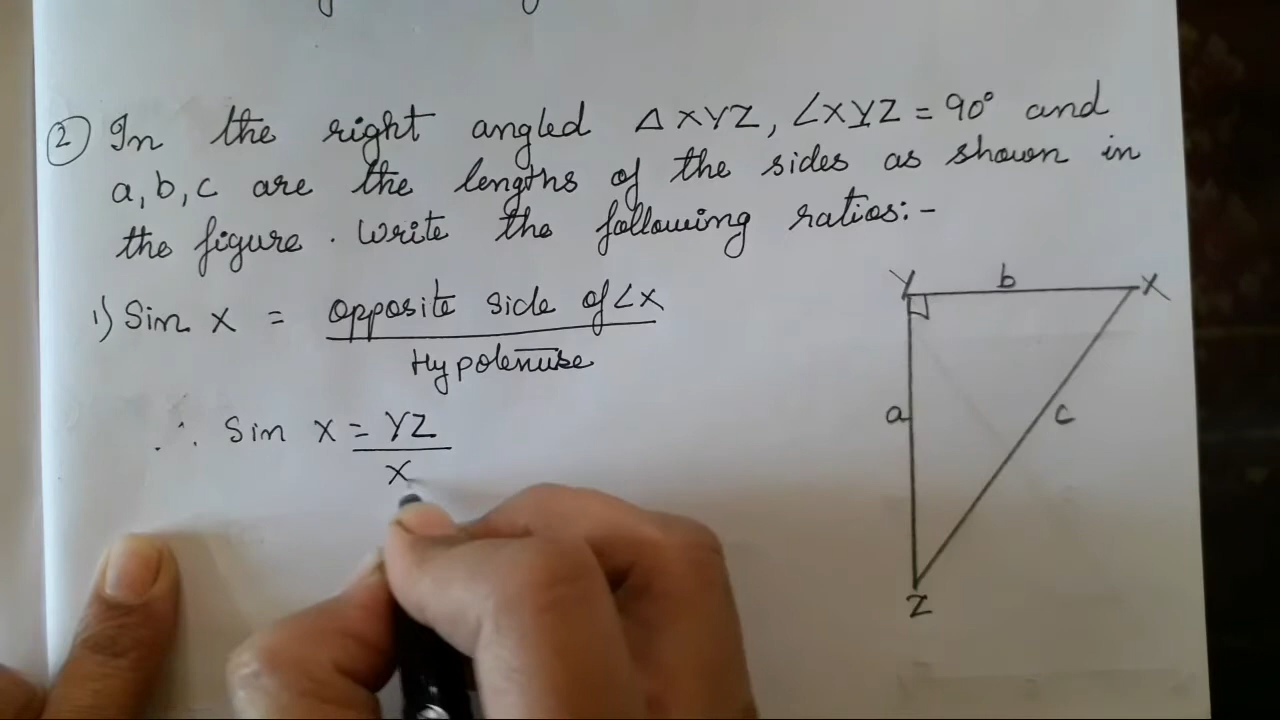 ② In the right angled Δ XYZ, ∠XYZ = 90° and
a, b, c are the lengths of the sides as shown in
the figure. Write the following ratios:-
i) Sin X = opposite side of ∠X
Hypotenuse
∴ Sin X = YZ
X
Y b X
a c
Z